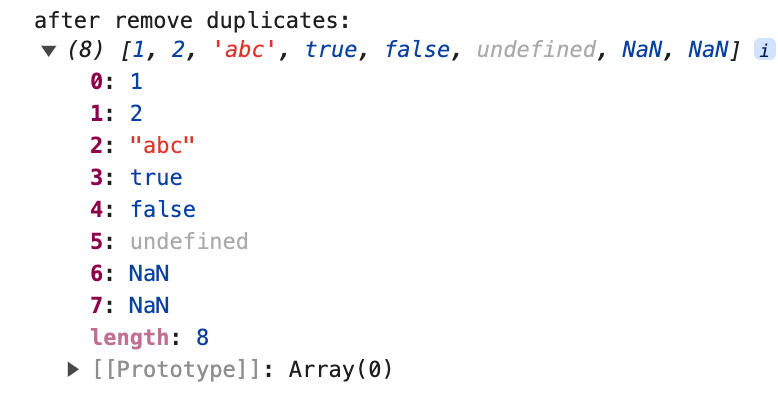 after remove duplicates:
▼ (8) [1, 2, 'abc', true, false, undefined, NaN, NaN] i
0: 1
1: 2
2: "abc"
3: true
4: false
5: undefined
6: NaN
7: NaN
length: 8
▶ [[Prototype]]: Array(0)